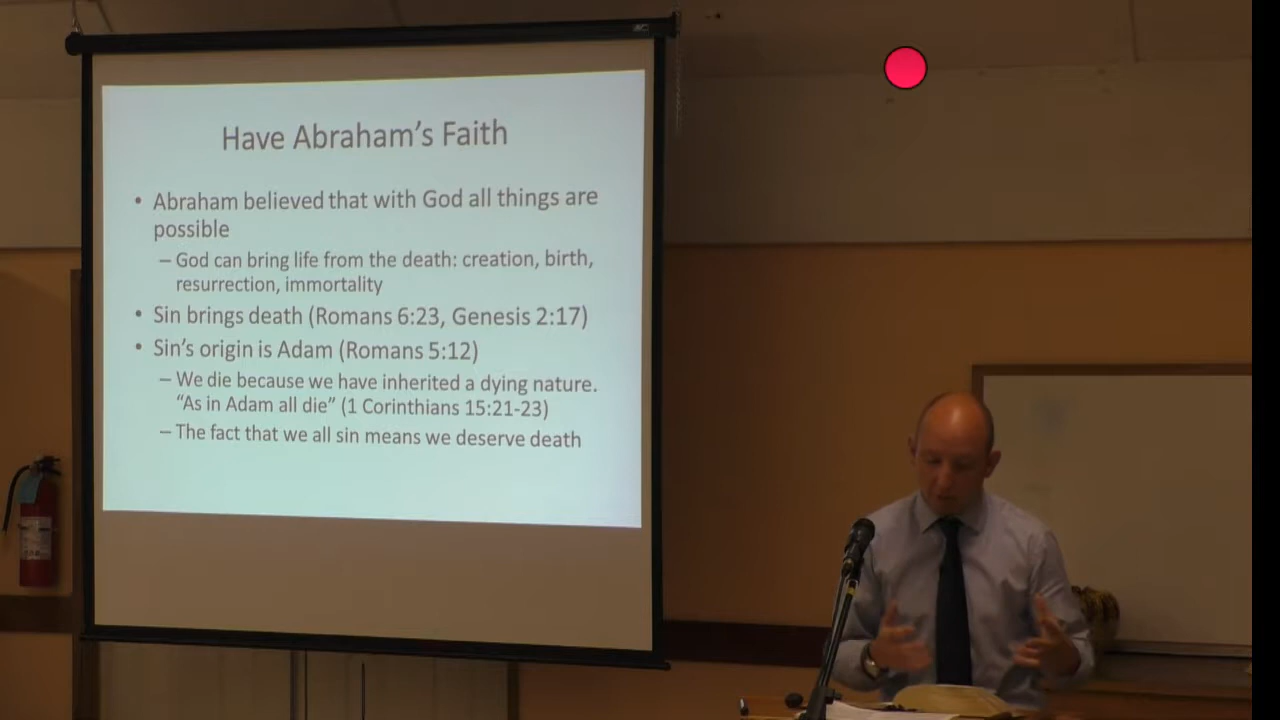 Have Abraham's Faith
• Abraham believed that with God all things are
possible
– God can bring life from the death: creation, birth,
resurrection, immortality
• Sin brings death (Romans 6:23, Genesis 2:17)
• Sin's origin is Adam (Romans 5:12)
– We die because we have inherited a dying nature.
“As in Adam all die” (1 Corinthians 15:21-23)
– The fact that we all sin means we deserve death